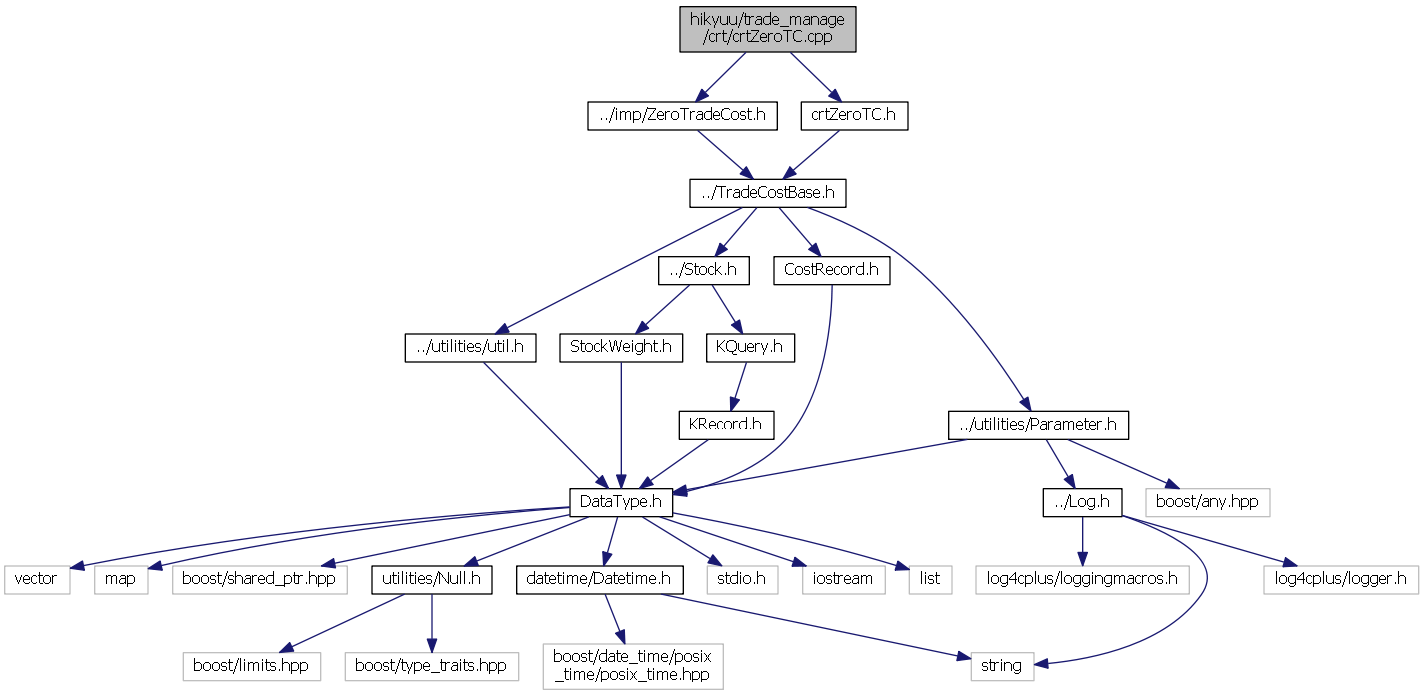 hikyuu/trade_manage
/crt/crtZeroTC.cpp
../imp/ZeroTradeCost.h
crtZeroTC.h
../TradeCostBase.h
../Stock.h
CostRecord.h
../utilities/util.h
StockWeight.h
KQuery.h
KRecord.h
../utilities/Parameter.h
DataType.h
../Log.h
boost/any.hpp
vector
map
boost/shared_ptr.hpp
utilities/Null.h
datetime/Datetime.h
stdio.h
iostream
list
log4cplus/loggingmacros.h
log4cplus/logger.h
boost/limits.hpp
boost/type_traits.hpp
boost/date_time/posix
_time/posix_time.hpp
string